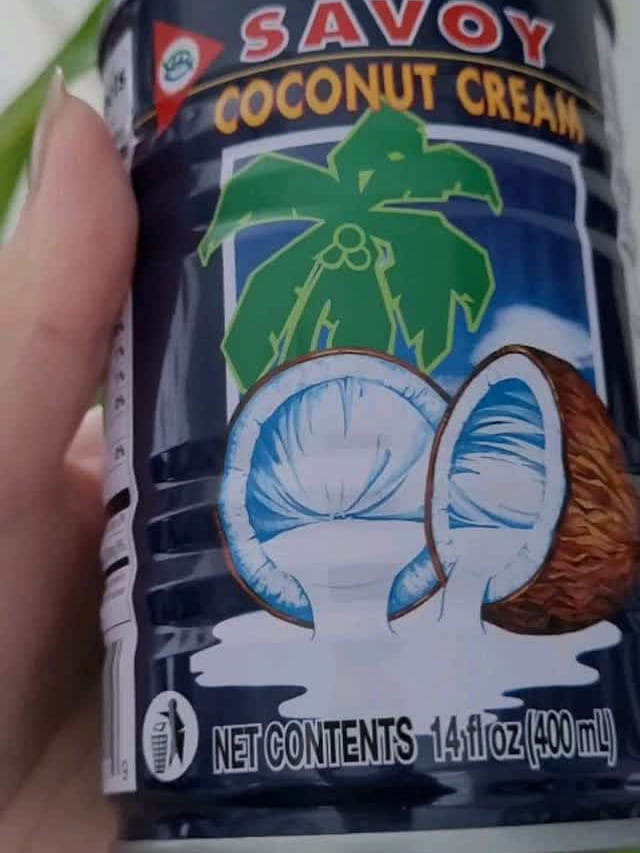 SAVOY
COCONUT CREAM
NET CONTENTS 14 fl oz (400 mL)